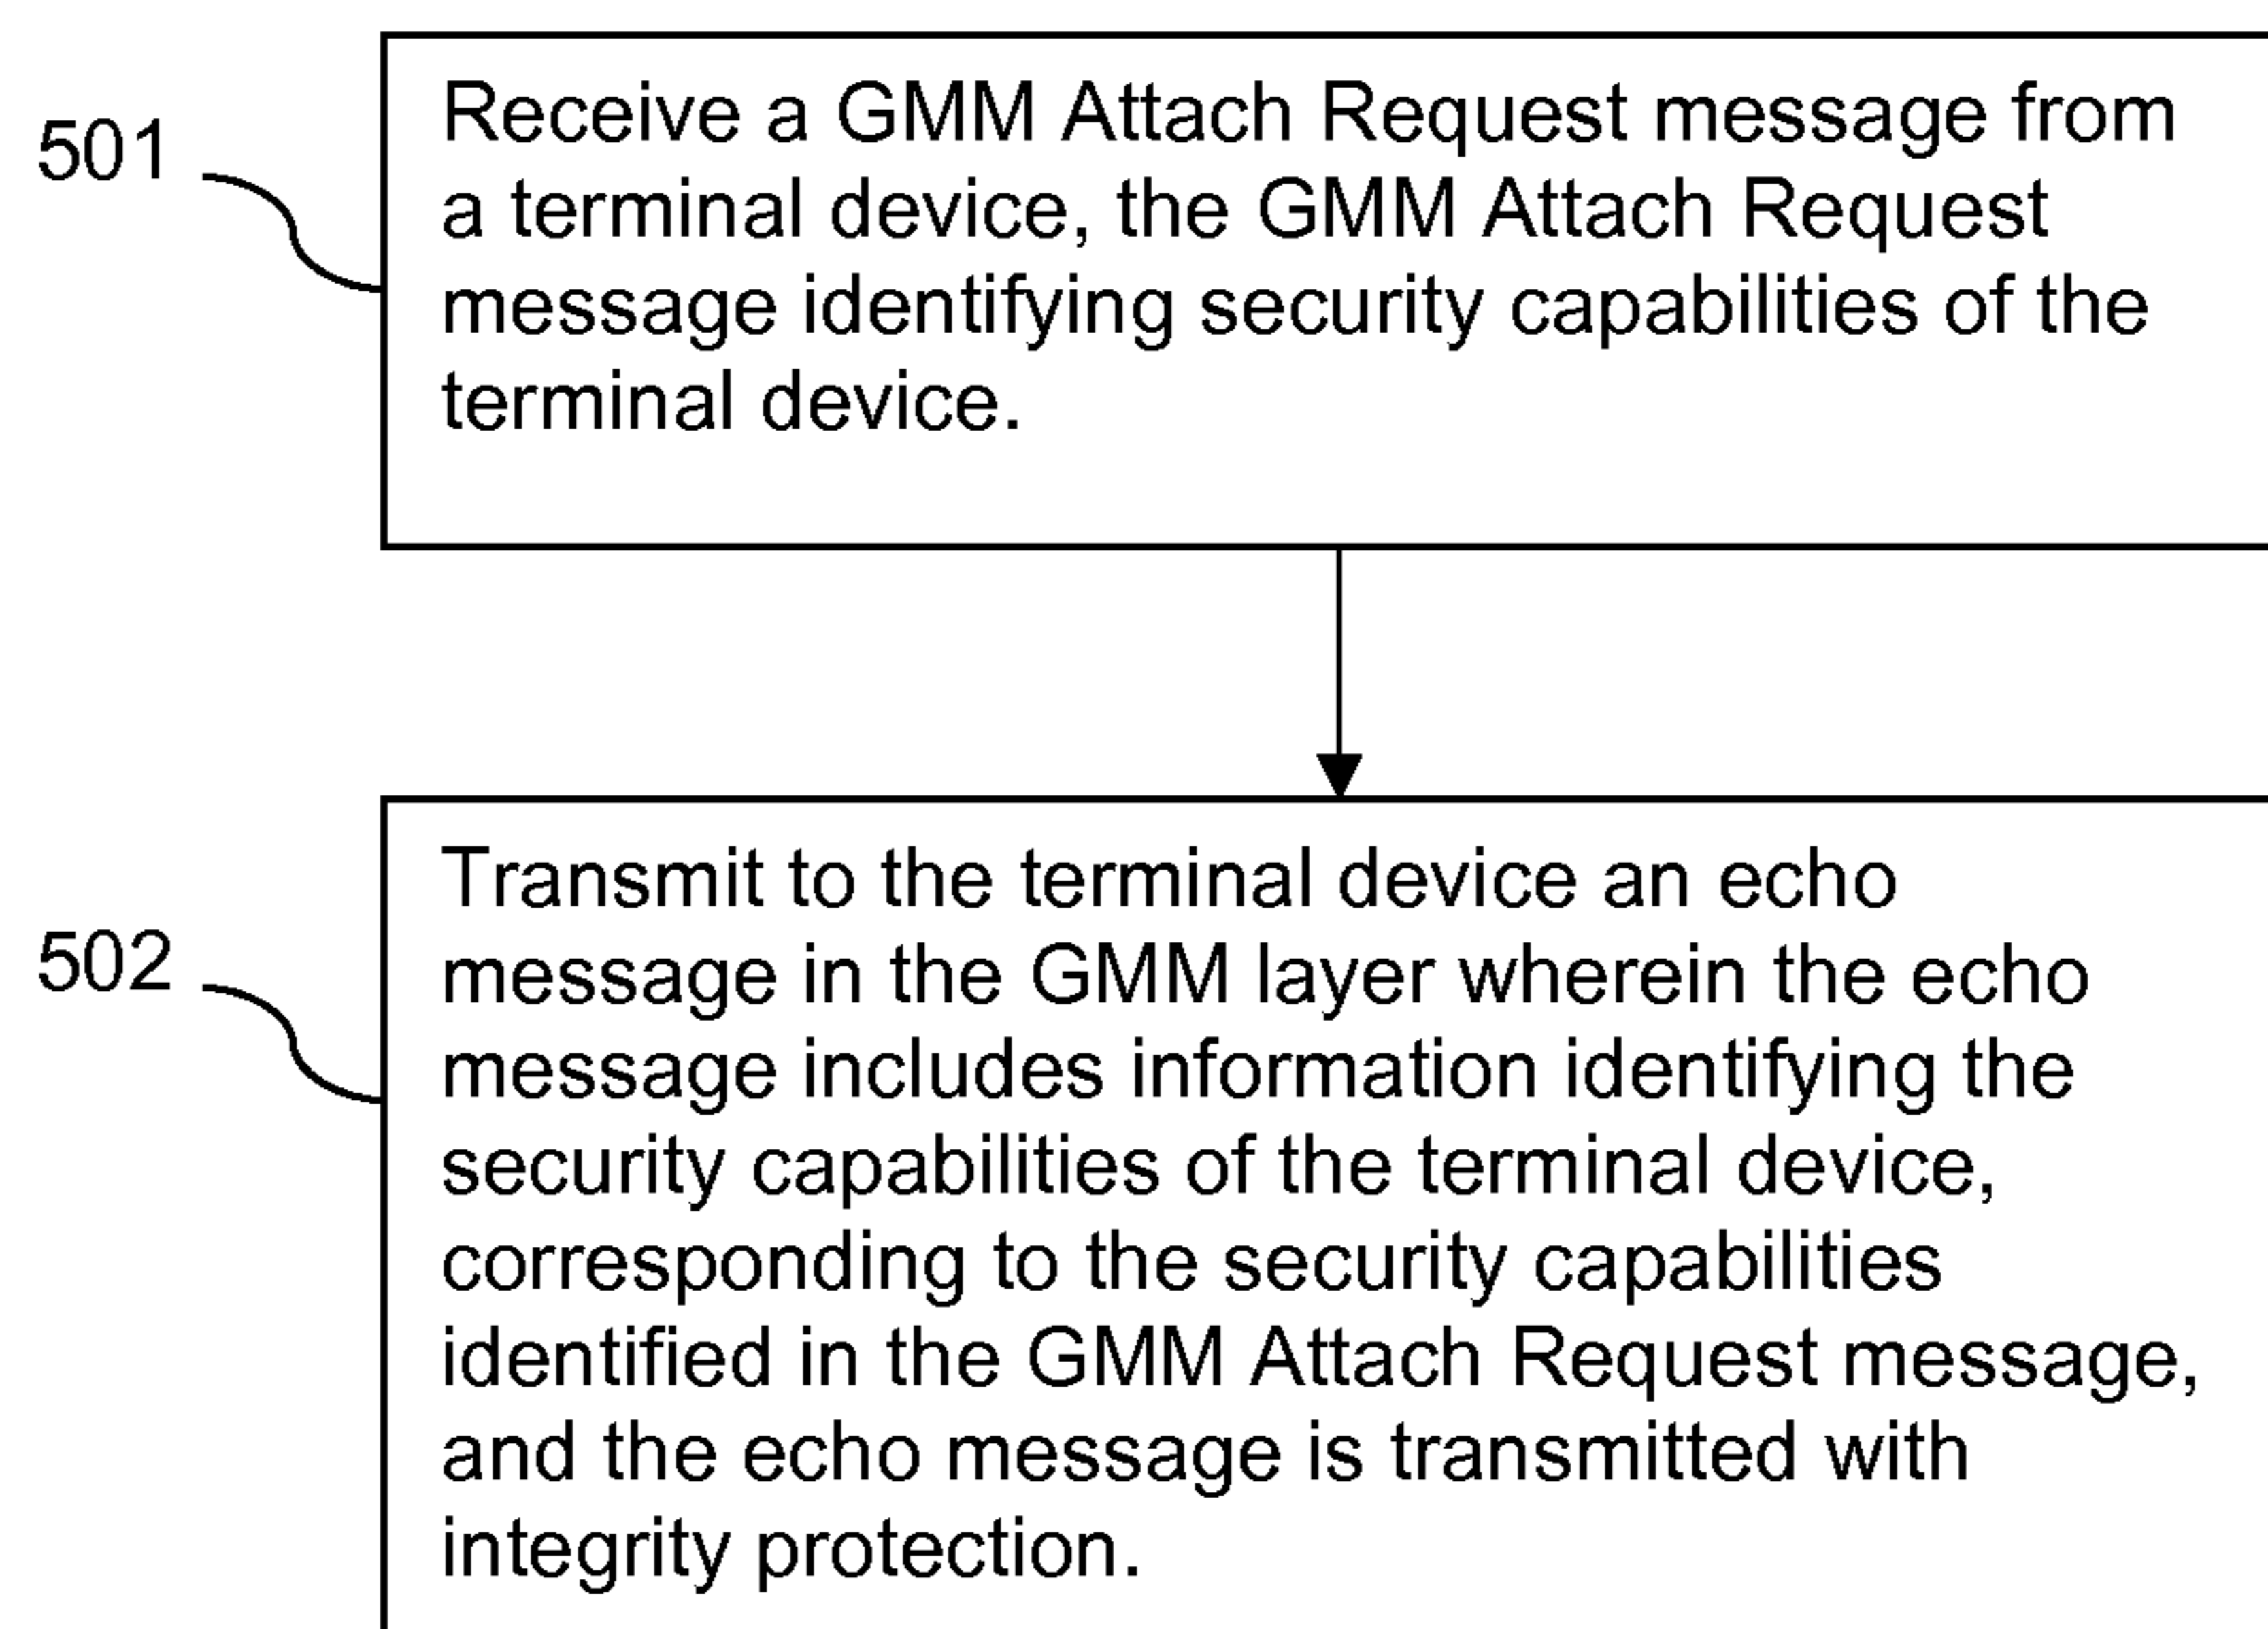 501
Receive a GMM Attach Request message from
a terminal device, the GMM Attach Request
message identifying security capabilities of the
terminal device.
502
Transmit to the terminal device an echo
message in the GMM layer wherein the echo
message includes information identifying the
security capabilities of the terminal device,
corresponding to the security capabilities
identified in the GMM Attach Request message,
and the echo message is transmitted with
integrity protection.